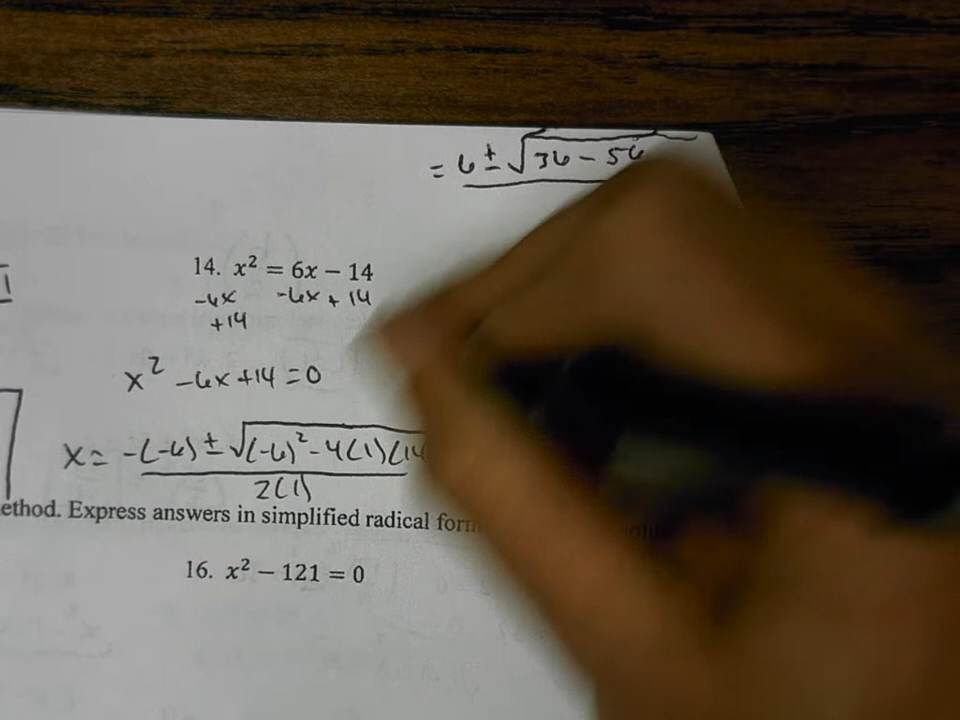 = 6 ± √36 - 56
14. x² = 6x - 14
-6x -6x + 14
+14
x² - 6x + 14 = 0
x = -(-6) ± √(-6)² - 4(1)(14
2(1)
ethod. Express answers in simplified radical form
16. x² - 121 = 0